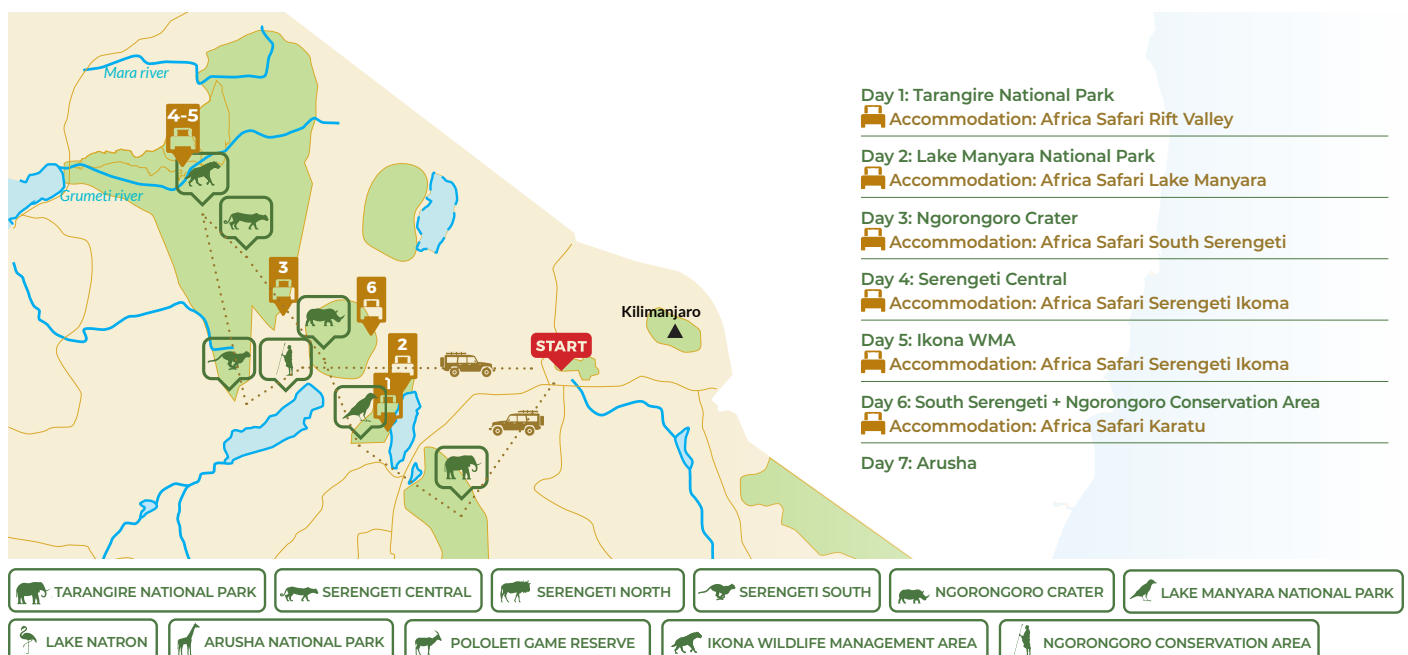 Mara river
4-5
Grumeti river
3
6
Kilimanjaro
START
2
1
Day 1: Tarangire National Park
Accommodation: Africa Safari Rift Valley
Day 2: Lake Manyara National Park
Accommodation: Africa Safari Lake Manyara
Day 3: Ngorongoro Crater
Accommodation: Africa Safari South Serengeti
Day 4: Serengeti Central
Accommodation: Africa Safari Serengeti Ikoma
Day 5: Ikona WMA
Accommodation: Africa Safari Serengeti Ikoma
Day 6: South Serengeti + Ngorongoro Conservation Area
Accommodation: Africa Safari Karatu
Day 7: Arusha
TARANGIRE NATIONAL PARK
SERENGETI CENTRAL
SERENGETI NORTH
SERENGETI SOUTH
NGORONGORO CRATER
LAKE MANYARA NATIONAL PARK
LAKE NATRON
ARUSHA NATIONAL PARK
POLOLETI GAME RESERVE
IKONA WILDLIFE MANAGEMENT AREA
NGORONGORO CONSERVATION AREA